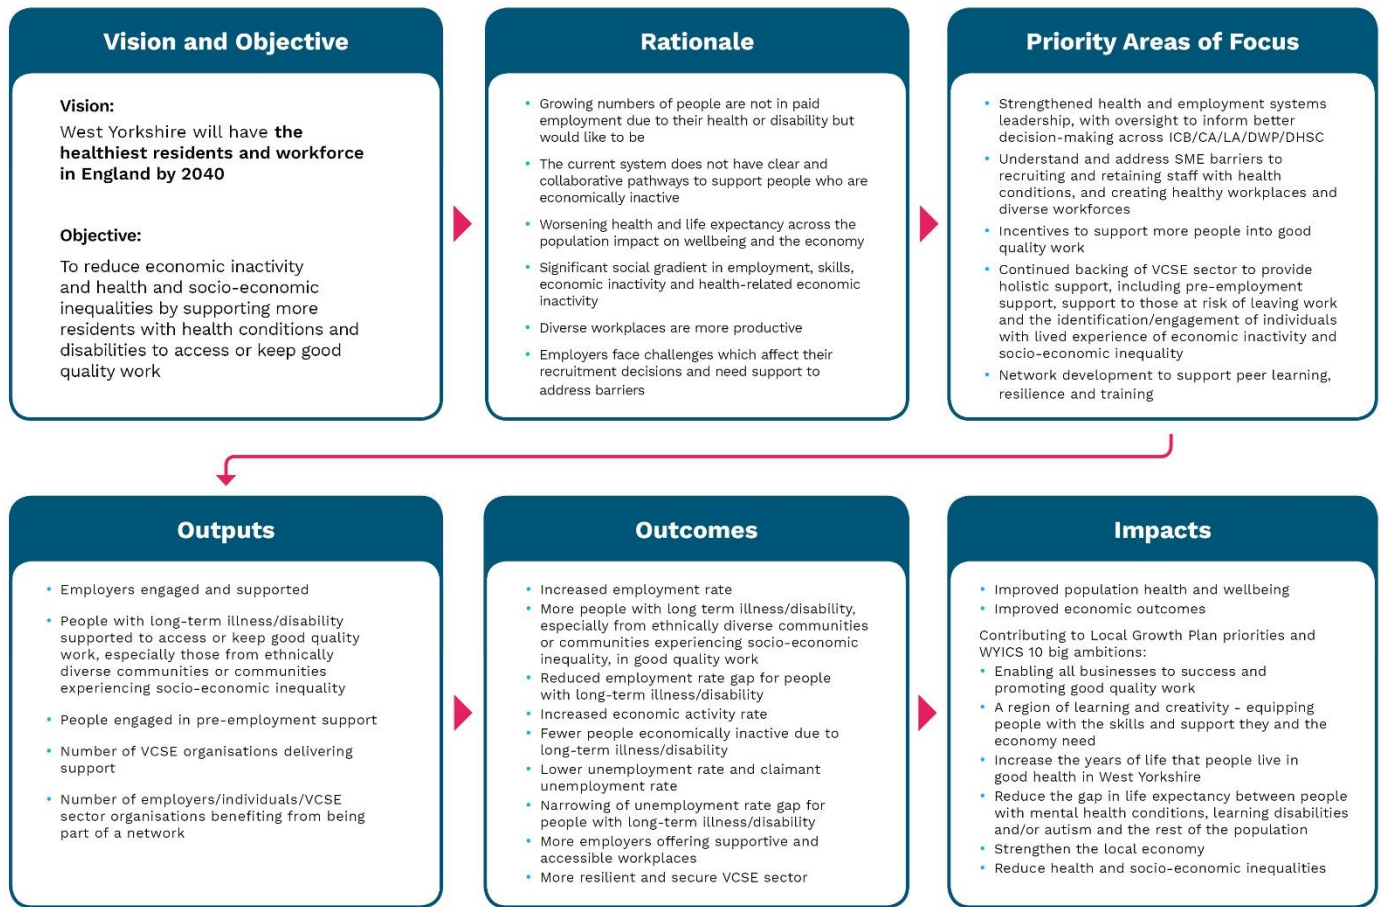 Vision and Objective
Vision:
West Yorkshire will have the
healthiest residents and workforce
in England by 2040
Objective:
To reduce economic inactivity
and health and socio-economic
inequalities by supporting more
residents with health conditions and
disabilities to access or keep good
quality work
Rationale
• Growing numbers of people are not in paid
employment due to their health or disability but
would like to be
• The current system does not have clear and
collaborative pathways to support people who are
economically inactive
• Worsening health and life expectancy across the
population impact on wellbeing and the economy
• Significant social gradient in employment, skills,
economic inactivity and health-related economic
inactivity
• Diverse workplaces are more productive
• Employers face challenges which affect their
recruitment decisions and need support to
address barriers
Priority Areas of Focus
• Strengthened health and employment systems
leadership, with oversight to inform better
decision-making across ICB/CA/LA/DWP/DHSC
• Understand and address SME barriers to
recruiting and retaining staff with health
conditions, and creating healthy workplaces and
diverse workforces
• Incentives to support more people into good
quality work
• Continued backing of VCSE sector to provide
holistic support, including pre-employment
support, support to those at risk of leaving work
and the identification/engagement of individuals
with lived experience of economic inactivity and
socio-economic inequality
• Network development to support peer learning,
resilience and training
Outputs
• Employers engaged and supported
• People with long-term illness/disability
supported to access or keep good quality
work, especially those from ethnically
diverse communities or communities
experiencing socio-economic inequality
• People engaged in pre-employment support
• Number of VCSE organisations delivering
support
• Number of employers/individuals/VCSE
sector organisations benefiting from being
part of a network
Outcomes
• Increased employment rate
• More people with long term illness/disability,
especially from ethnically diverse communities
or communities experiencing socio-economic
inequality, in good quality work
• Reduced employment rate gap for people
with long-term illness/disability
• Increased economic activity rate
• Fewer people economically inactive due to
long-term illness/disability
• Lower unemployment rate and claimant
unemployment rate
• Narrowing of unemployment rate gap for
people with long-term illness/disability
• More employers offering supportive and
accessible workplaces
• More resilient and secure VCSE sector
Impacts
• Improved population health and wellbeing
• Improved economic outcomes
Contributing to Local Growth Plan priorities and
WYICS 10 big ambitions:
• Enabling all businesses to success and
promoting good quality work
• A region of learning and creativity - equipping
people with the skills and support they and the
economy need
• Increase the years of life that people live in
good health in West Yorkshire
• Reduce the gap in life expectancy between people
with mental health conditions, learning disabilities
and/or autism and the rest of the population
• Strengthen the local economy
• Reduce health and socio-economic inequalities